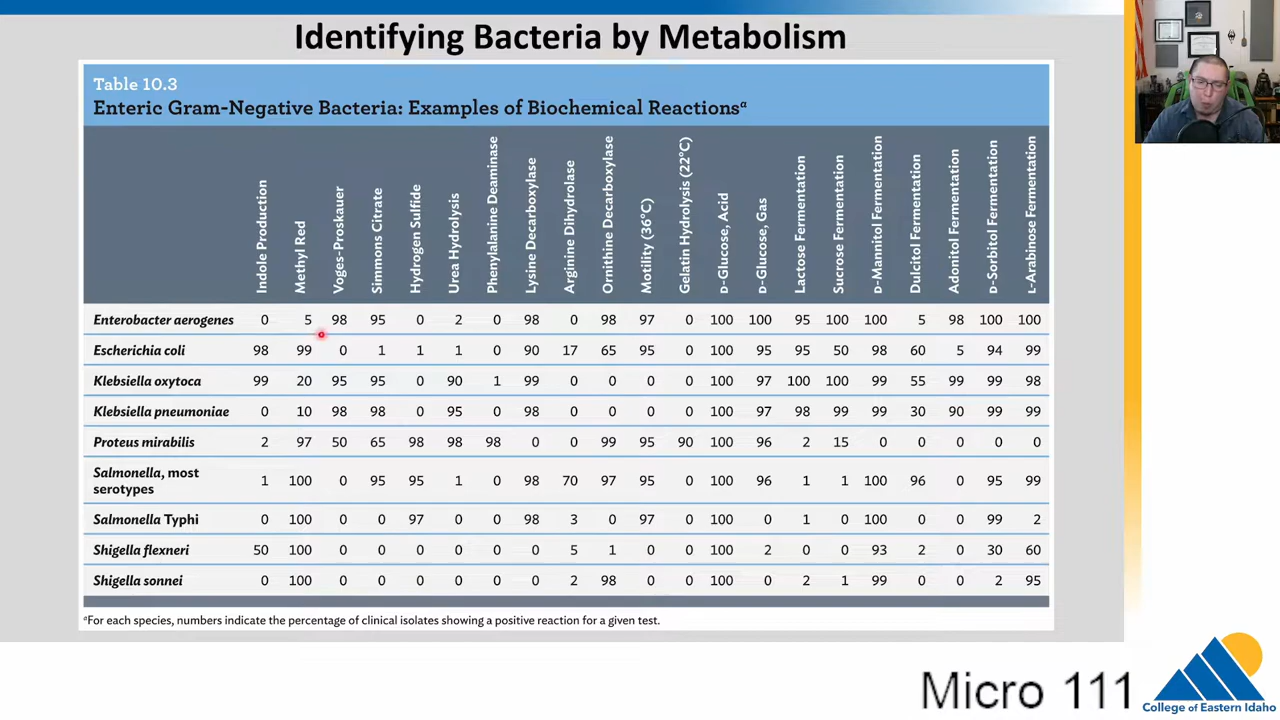 Identifying Bacteria by Metabolism
Table 10.3
Enteric Gram-Negative Bacteria: Examples of Biochemical Reactionsᵃ
Indole Production
Methyl Red
Voges-Proskauer
Simmons Citrate
Hydrogen Sulfide
Urea Hydrolysis
Phenylalanine Deaminase
Lysine Decarboxylase
Arginine Dihydrolase
Ornithine Decarboxylase
Motility (36°C)
Gelatin Hydrolysis (22°C)
D-Glucose, Acid
D-Glucose, Gas
Lactose Fermentation
Sucrose Fermentation
D-Mannitol Fermentation
Dulcitol Fermentation
Adonitol Fermentation
D-Sorbitol Fermentation
L-Arabinose Fermentation
Enterobacter aerogenes 0 5 98 95 0 2 0 98 0 98 97 0 100 100 95 100 100 5 98 100 100
Escherichia coli 98 99 0 1 1 1 0 90 17 65 95 0 100 95 95 50 98 60 5 94 99
Klebsiella oxytoca 99 20 95 95 0 90 1 99 0 0 0 0 100 97 100 100 99 55 99 99 98
Klebsiella pneumoniae 0 10 98 98 0 95 0 98 0 0 0 0 100 97 98 99 99 30 90 99 99
Proteus mirabilis 2 97 50 65 98 98 98 0 0 99 95 90 100 96 2 15 0 0 0 0 0
Salmonella, most
serotypes 1 100 0 95 95 1 0 98 70 97 95 0 100 96 1 1 100 96 0 95 99
Salmonella Typhi 0 100 0 0 97 0 0 98 3 0 97 0 100 0 1 0 100 0 0 99 2
Shigella flexneri 50 100 0 0 0 0 0 0 5 1 0 0 100 2 0 0 93 2 0 30 60
Shigella sonnei 0 100 0 0 0 0 0 0 2 98 0 0 100 0 2 1 99 0 0 2 95
ᵃFor each species, numbers indicate the percentage of clinical isolates showing a positive reaction for a given test.
Micro 111
College of Eastern Idaho